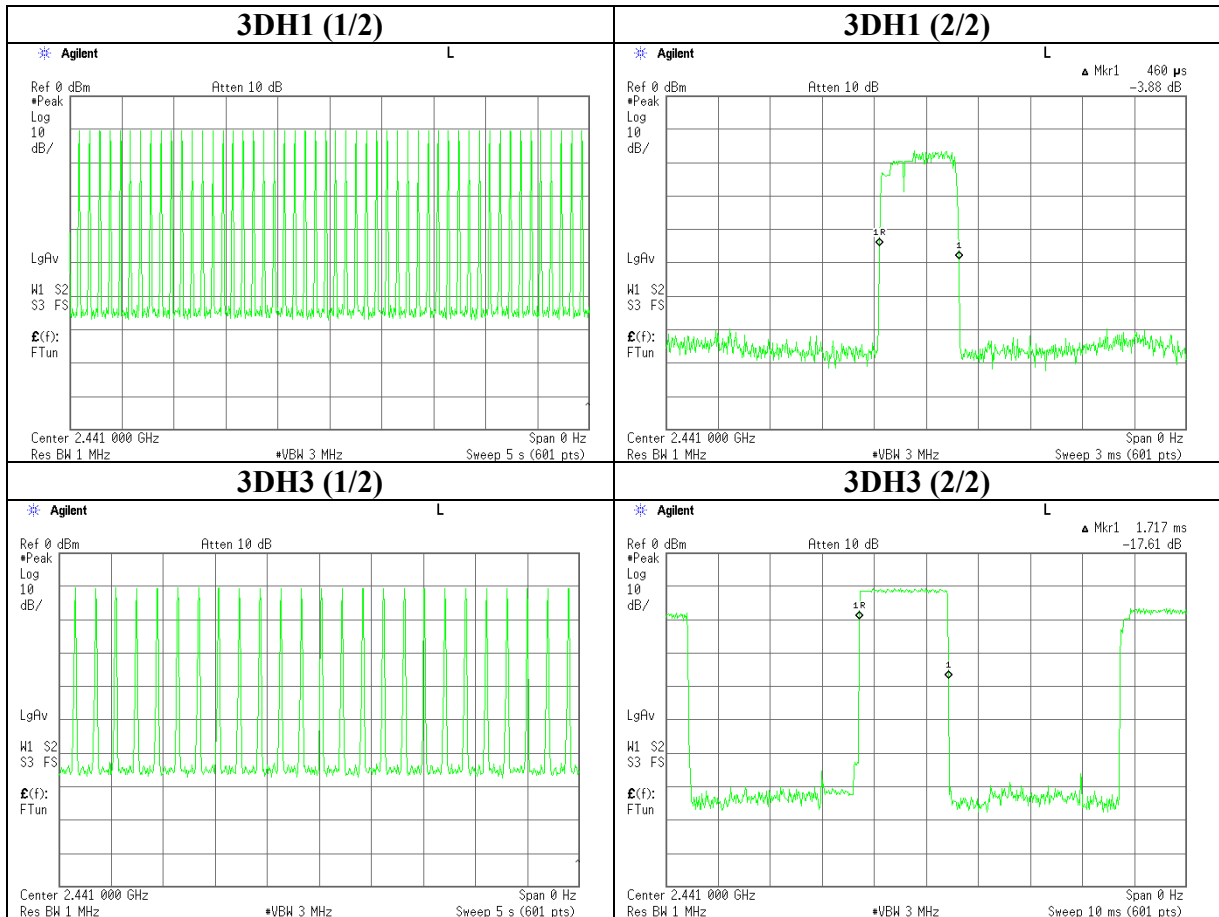 3DH1 (1/2)
Agilent
L
Ref 0 dBm
Atten 10 dB
#Peak
Log
10
dB/
LgAv
W1 S2
S3 FS
£(f):
FTun
Center 2.441 000 GHz
Span 0 Hz
Res BW 1 MHz
#VBW 3 MHz
Sweep 5 s (601 pts)
3DH1 (2/2)
Agilent
L
Δ Mkr1 460 µs
Ref 0 dBm
Atten 10 dB
-3.88 dB
#Peak
Log
10
dB/
1R
1
LgAv
W1 S2
S3 FS
£(f):
FTun
Center 2.441 000 GHz
Span 0 Hz
Res BW 1 MHz
#VBW 3 MHz
Sweep 3 ms (601 pts)
3DH3 (1/2)
Agilent
L
Ref 0 dBm
Atten 10 dB
#Peak
Log
10
dB/
LgAv
W1 S2
S3 FS
£(f):
FTun
Center 2.441 000 GHz
Span 0 Hz
Res BW 1 MHz
#VBW 3 MHz
Sweep 5 s (601 pts)
3DH3 (2/2)
Agilent
L
Δ Mkr1 1.717 ms
Ref 0 dBm
Atten 10 dB
-17.61 dB
#Peak
Log
10
dB/
1R
1
LgAv
W1 S2
S3 FS
£(f):
FTun
Center 2.441 000 GHz
Span 0 Hz
Res BW 1 MHz
#VBW 3 MHz
Sweep 10 ms (601 pts)